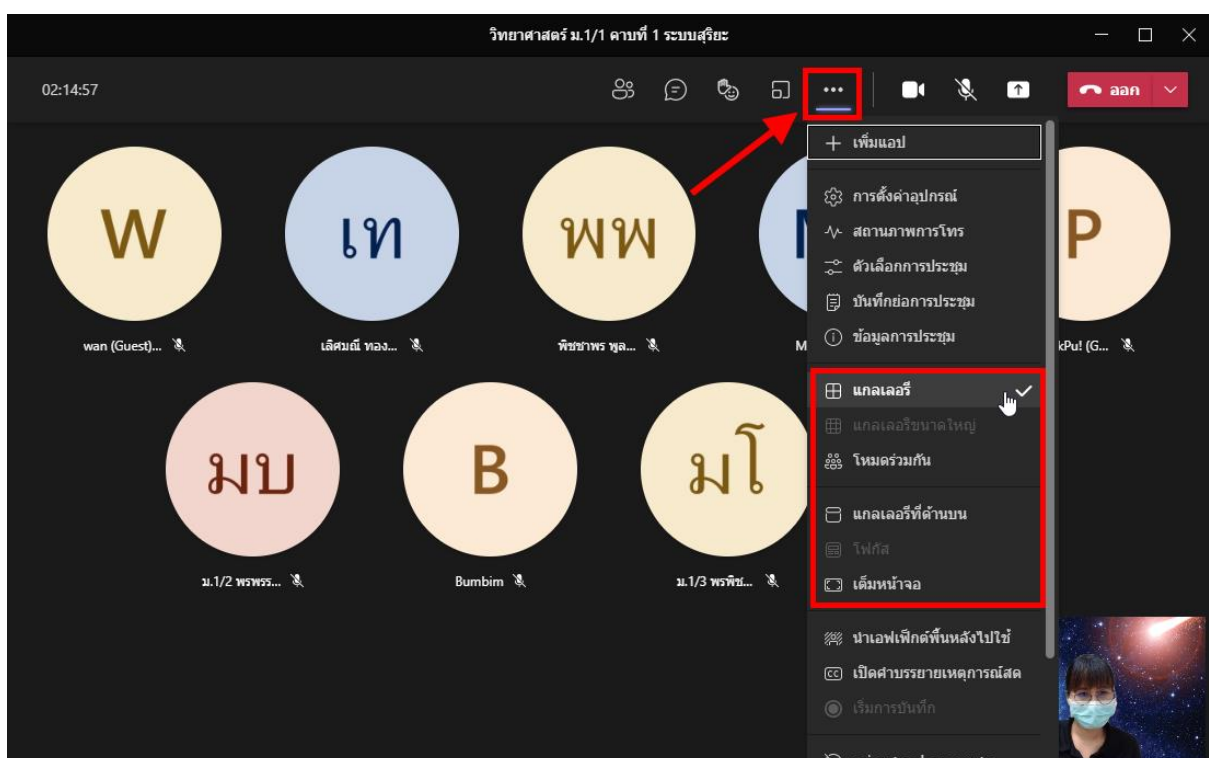 วิทยาศาสตร์ ม.1/1 คาบที่ 1 ระบบสุริยะ
02:14:57
ออก
เพิ่มแอป
การตั้งค่าอุปกรณ์
สถานภาพการโทร
ตัวเลือกการประชุม
บันทึกย่อการประชุม
ข้อมูลการประชุม
แกลเลอรี
แกลเลอรีขนาดใหญ่
โหมดร่วมกัน
แกลเลอรีที่ด้านบน
โฟกัส
เต็มหน้าจอ
นำเอฟเฟ็กต์พื้นหลังไปใช้
เปิดคำบรรยายเหตุการณ์สด
เริ่มการบันทึก
W
เท
พพ
P
wan (Guest)...
เลิศมณี ทอง...
พิชชาพร พูล...
M
kPu! (G...
มบ
B
มโ
ม.1/2 พรพรร...
Bumbim
ม.1/3 พรพิช...